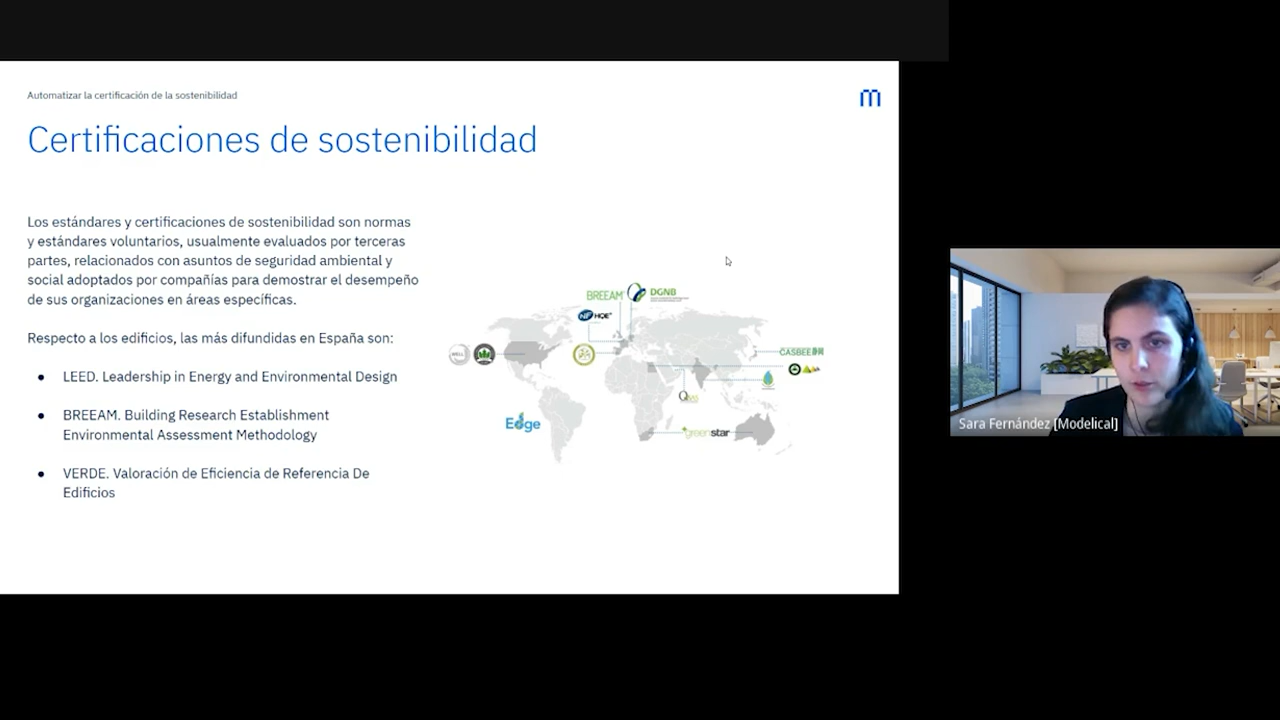 Automatizar la certificación de la sostenibilidad
m
Certificaciones de sostenibilidad
Los estándares y certificaciones de sostenibilidad son normas
y estándares voluntarios, usualmente evaluados por terceras
partes, relacionados con asuntos de seguridad ambiental y
social adoptados por compañías para demostrar el desempeño
de sus organizaciones en áreas específicas.
Respecto a los edificios, las más difundidas en España son:
● LEED. Leadership in Energy and Environmental Design
● BREEAM. Building Research Establishment
Environmental Assessment Methodology
● VERDE. Valoración de Eficiencia de Referencia De
Edificios
BREEAM
DGNB
NF HQE
WELL
CASBEE
Edge
greenstar
Sara Fernández [Modelical]